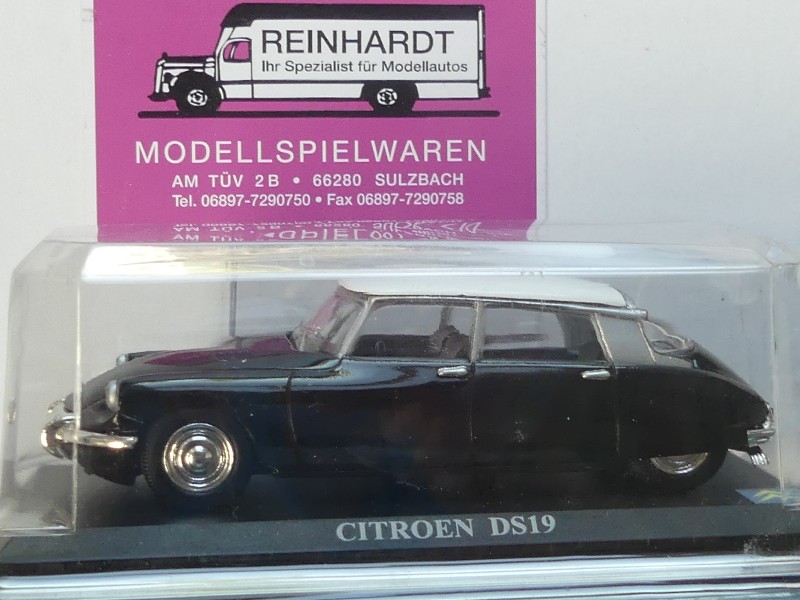 REINHARDT
Ihr Spezialist für Modellautos
MODELLSPIELWAREN
AM TÜV 2 B • 66280 SULZBACH
Tel. 06897-7290750 • Fax 06897-7290758
CITROEN DS19